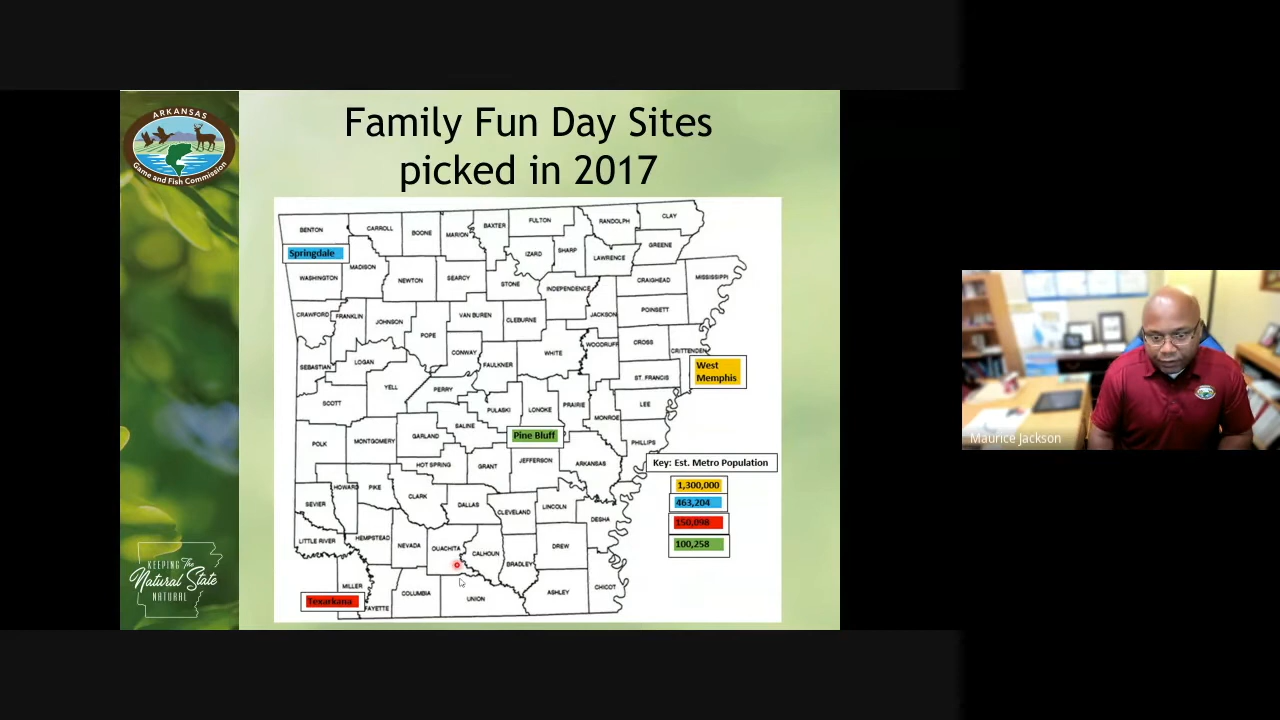 Family Fun Day Sites
picked in 2017
ARKANSAS
Game and Fish Commission
BENTON
CARROLL
BOONE
MARION
BAXTER
FULTON
RANDOLPH
CLAY
Springdale
MADISON
IZARD
SHARP
LAWRENCE
GREENE
WASHINGTON
NEWTON
SEARCY
STONE
INDEPENDENCE
CRAIGHEAD
MISSISSIPPI
CRAWFORD
FRANKLIN
JOHNSON
POPE
VAN BUREN
CLEBURNE
JACKSON
POINSETT
SEBASTIAN
LOGAN
CONWAY
FAULKNER
WHITE
WOODRUFF
CROSS
CRITTENDEN
West
Memphis
SCOTT
YELL
PERRY
PULASKI
LONOKE
PRAIRIE
MONROE
ST. FRANCIS
LEE
POLK
MONTGOMERY
GARLAND
SALINE
Pine Bluff
PHILLIPS
HOT SPRING
GRANT
JEFFERSON
ARKANSAS
Key: Est. Metro Population
1,300,000
463,204
150,098
100,258
SEVIER
HOWARD
PIKE
CLARK
DALLAS
CLEVELAND
LINCOLN
DESHA
LITTLE RIVER
HEMPSTEAD
NEVADA
OUACHITA
CALHOUN
BRADLEY
DREW
MILLER
Texarkana
FAYETTE
COLUMBIA
UNION
ASHLEY
CHICOT
KEEPING The
Natural State
NATURAL
Maurice Jackson